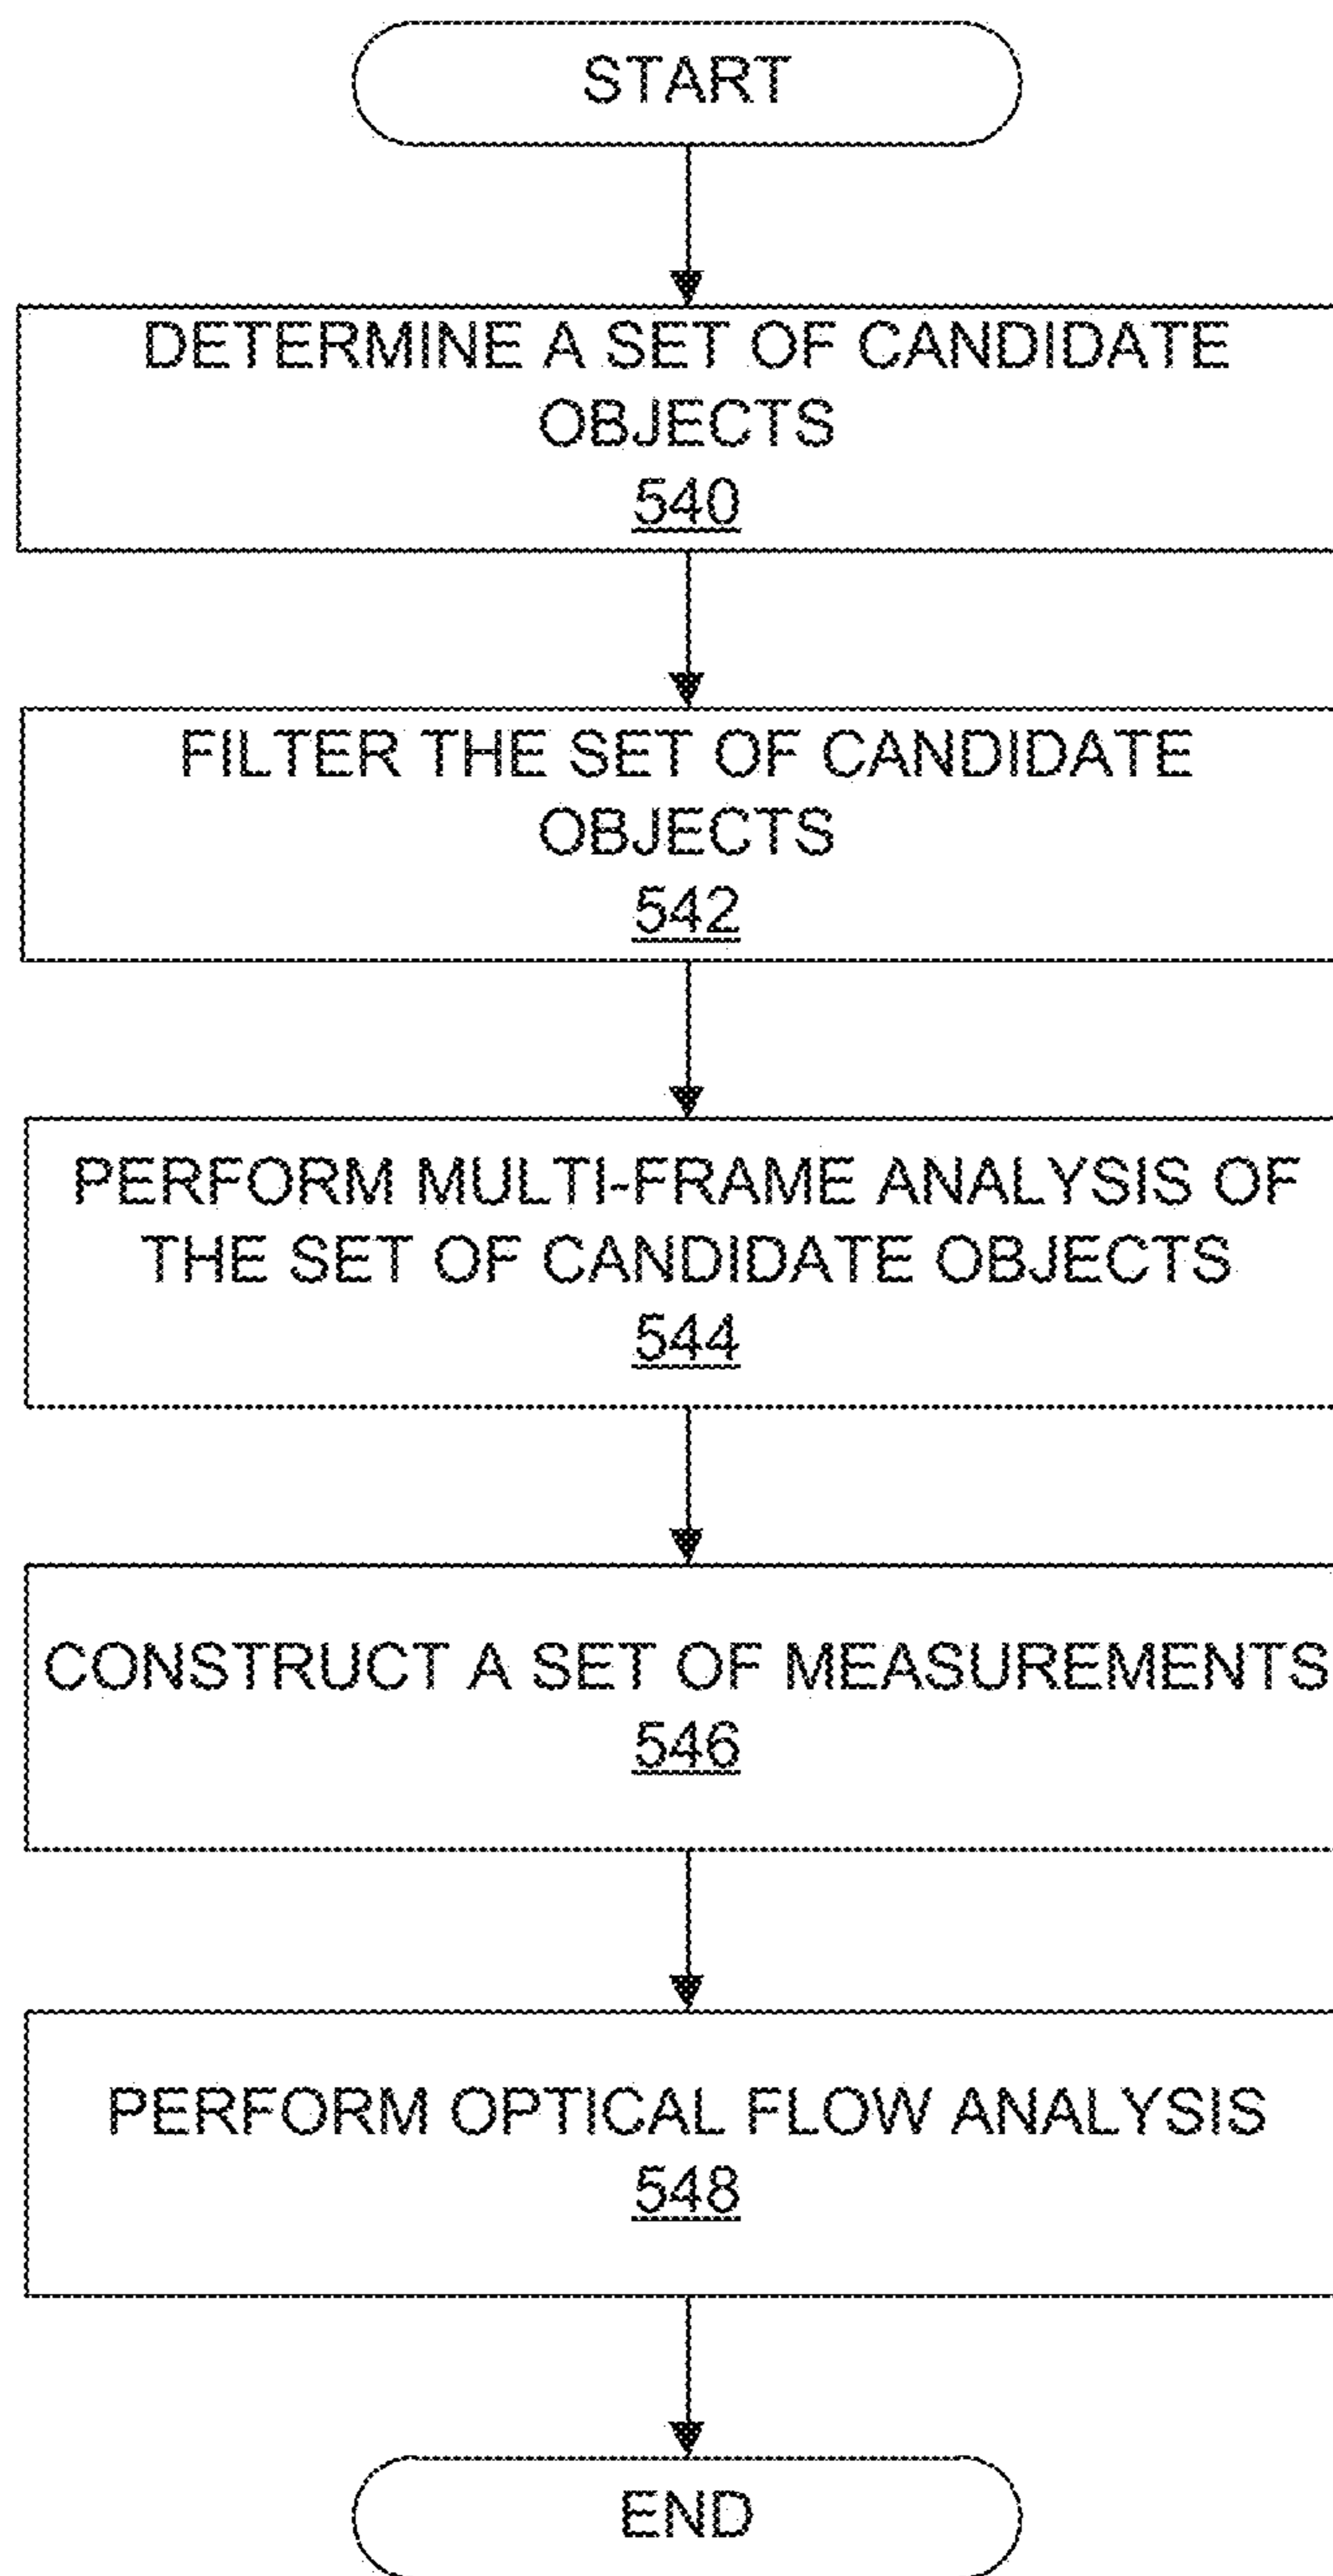 START
DETERMINE A SET OF CANDIDATE
OBJECTS
540
FILTER THE SET OF CANDIDATE
OBJECTS
542
PERFORM MULTI-FRAME ANALYSIS OF
THE SET OF CANDIDATE OBJECTS
544
CONSTRUCT A SET OF MEASUREMENTS
546
PERFORM OPTICAL FLOW ANALYSIS
548
END